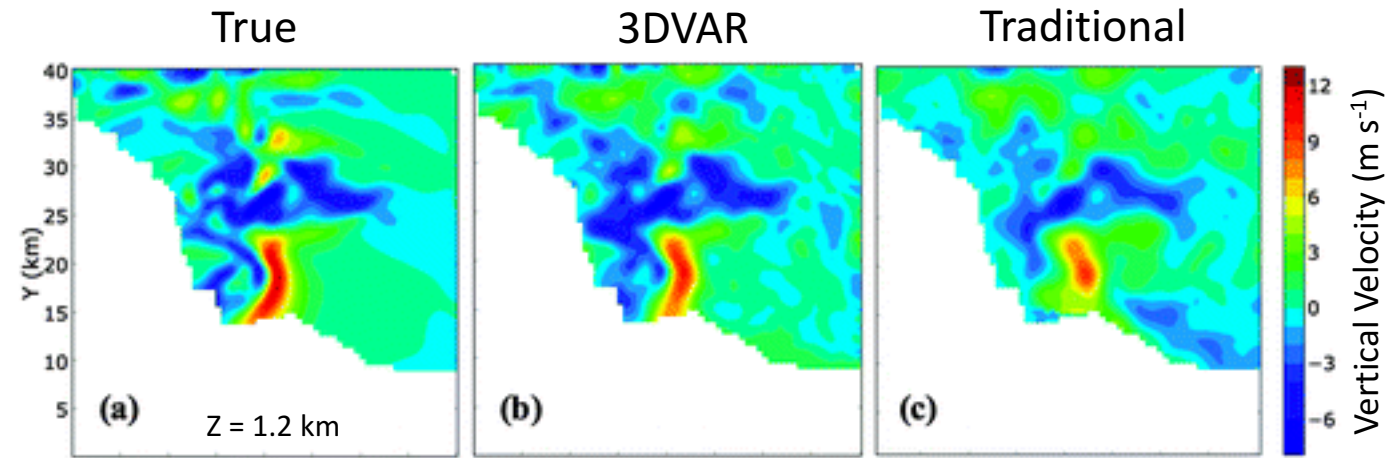 True
3DVAR
Traditional
40
35
30
25
20
15
10
5
Y (km)
(a)
Z = 1.2 km
(b)
(c)
12
9
6
3
0
−3
−6
Vertical Velocity (m s-1)